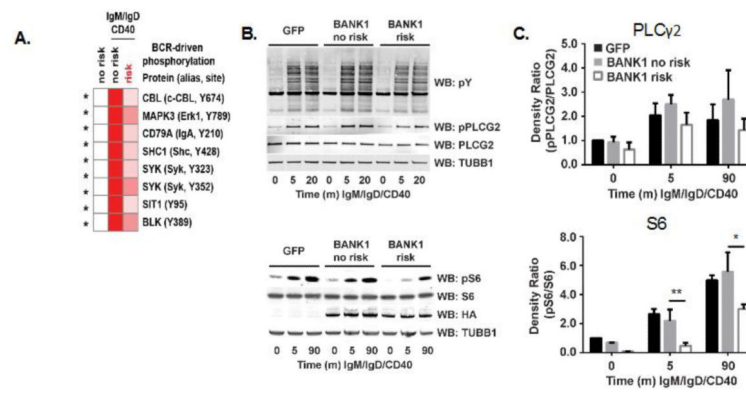 A.
IgM/IgD
CD40
no risk
no risk
risk
BCR-driven
phosphorylation
Protein (alias, site)
* CBL (c-CBL, Y674)
* MAPK3 (Erk1, Y789)
* CD79A (IgA, Y210)
* SHC1 (Shc, Y428)
* SYK (Syk, Y323)
* SYK (Syk, Y352)
* SIT1 (Y95)
* BLK (Y389)
B.
GFP
BANK1
no risk
BANK1
risk
WB: pY
WB: pPLCG2
WB: PLCG2
WB: TUBB1
0 5 20 0 5 20 0 5 20
Time (m) IgM/IgD/CD40
GFP
BANK1
no risk
BANK1
risk
WB: pS6
WB: S6
WB: HA
WB: TUBB1
0 5 90 0 5 90 0 5 90
Time (m) IgM/IgD/CD40
C.
PLCγ2
GFP
BANK1 no risk
BANK1 risk
Density Ratio
(pPLCG2/PLCG2)
5.0
4.0
3.0
2.0
1.0
0.0
0 5 90
Time (m) IgM/IgD/CD40
S6
Density Ratio
(pS6/S6)
8.0
6.0
4.0
2.0
0.0
**
*
0 5 90
Time (m) IgM/IgD/CD40